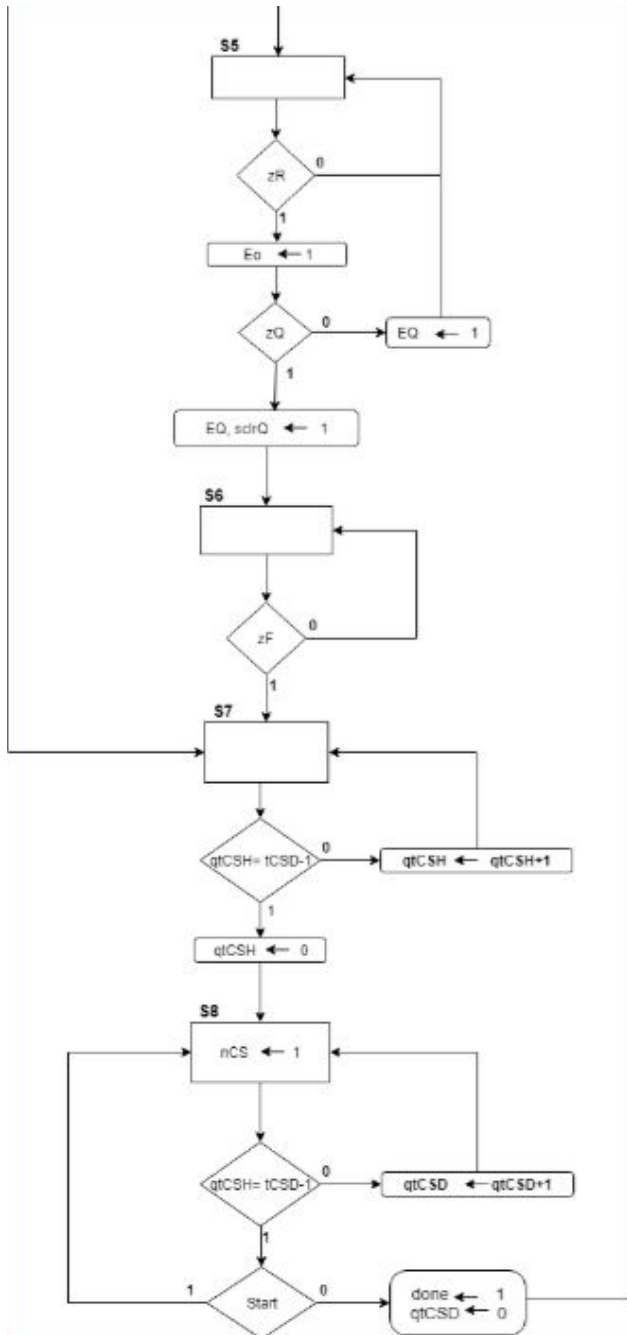 S5
zR
0
1
Eo ← 1
zQ
0
EQ ← 1
1
EQ, sclrQ ← 1
S6
zF
0
1
S7
qtCSH= tCSD-1
0
qtCSH ← qtCSH+1
1
qtCSH ← 0
S8
nCS ← 1
qtCSH= tCSD-1
0
qtCSD ← qtCSD+1
1
1
Start
0
done ← 1
qtCSD ← 0